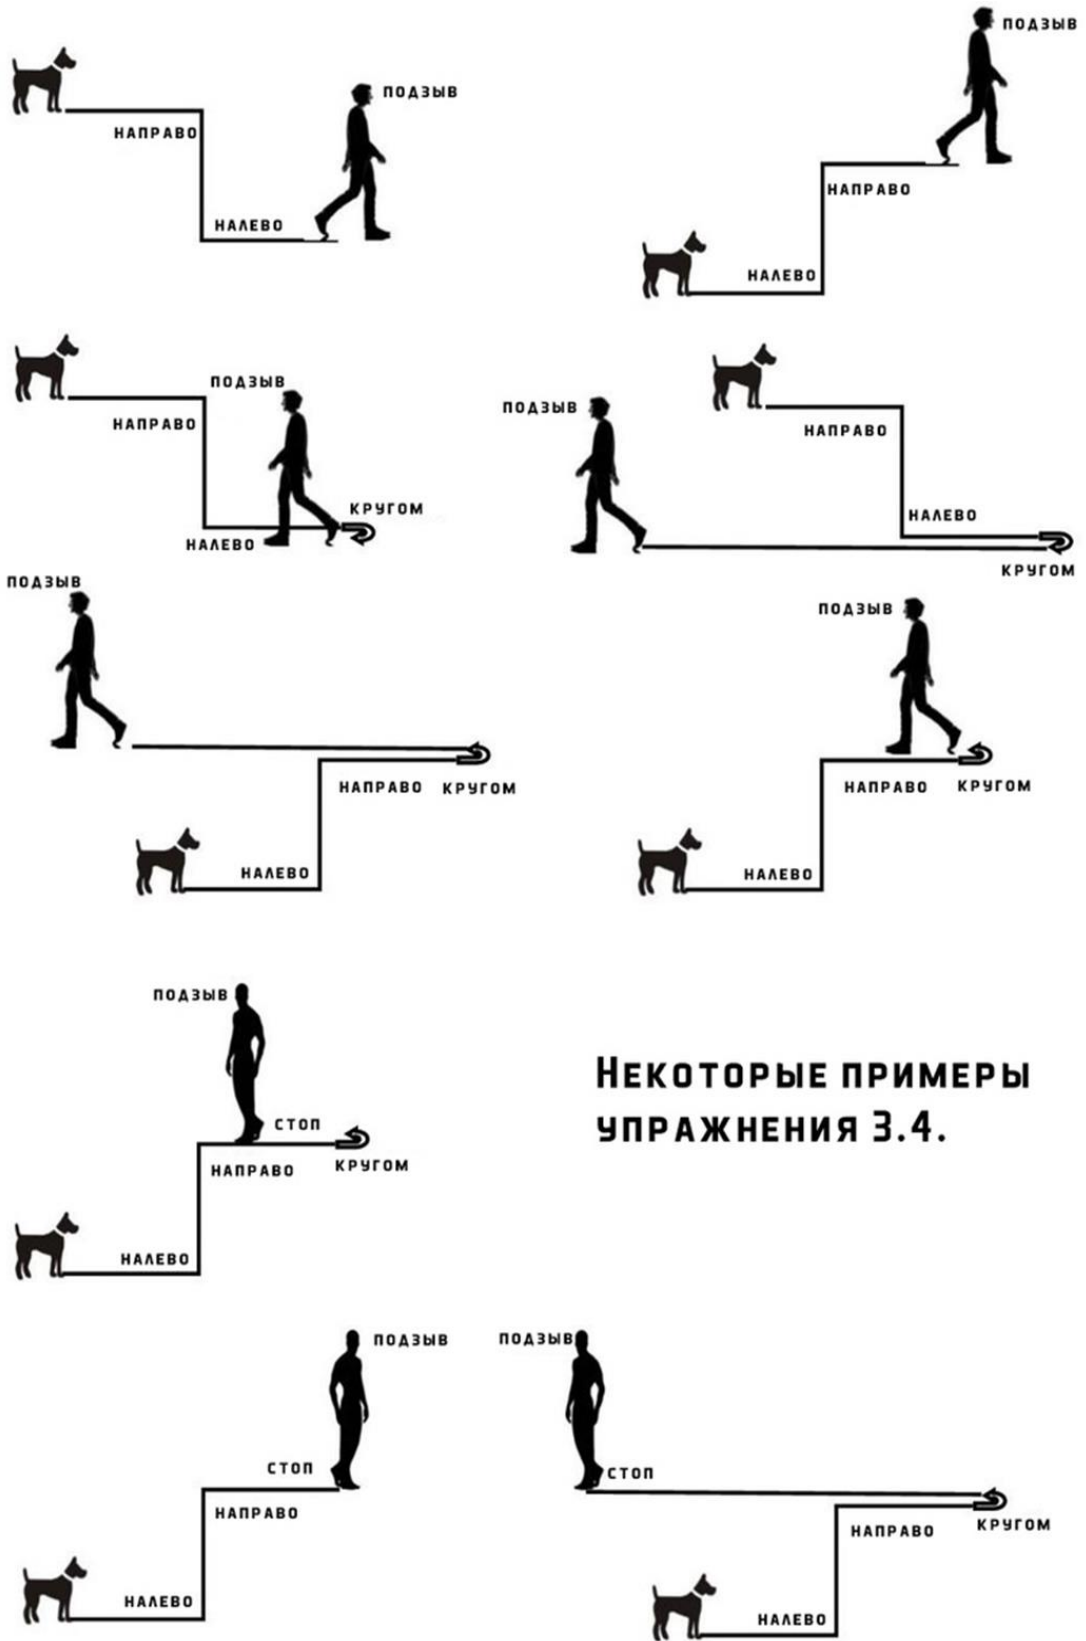 ПОДЗЫВ
НАПРАВО
НАЛЕВО
ПОДЗЫВ
НАПРАВО
НАЛЕВО
ПОДЗЫВ
НАПРАВО
КРУГОМ
НАЛЕВО
ПОДЗЫВ
НАПРАВО
НАЛЕВО
КРУГОМ
ПОДЗЫВ
НАПРАВО КРУГОМ
НАЛЕВО
ПОДЗЫВ
НАПРАВО КРУГОМ
НАЛЕВО
ПОДЗЫВ
СТОП
НАПРАВО КРУГОМ
НАЛЕВО
НЕКОТОРЫЕ ПРИМЕРЫ
УПРАЖНЕНИЯ 3.4.
ПОДЗЫВ
СТОП
НАПРАВО
НАЛЕВО
ПОДЗЫВ
СТОП
НАПРАВО КРУГОМ
НАЛЕВО